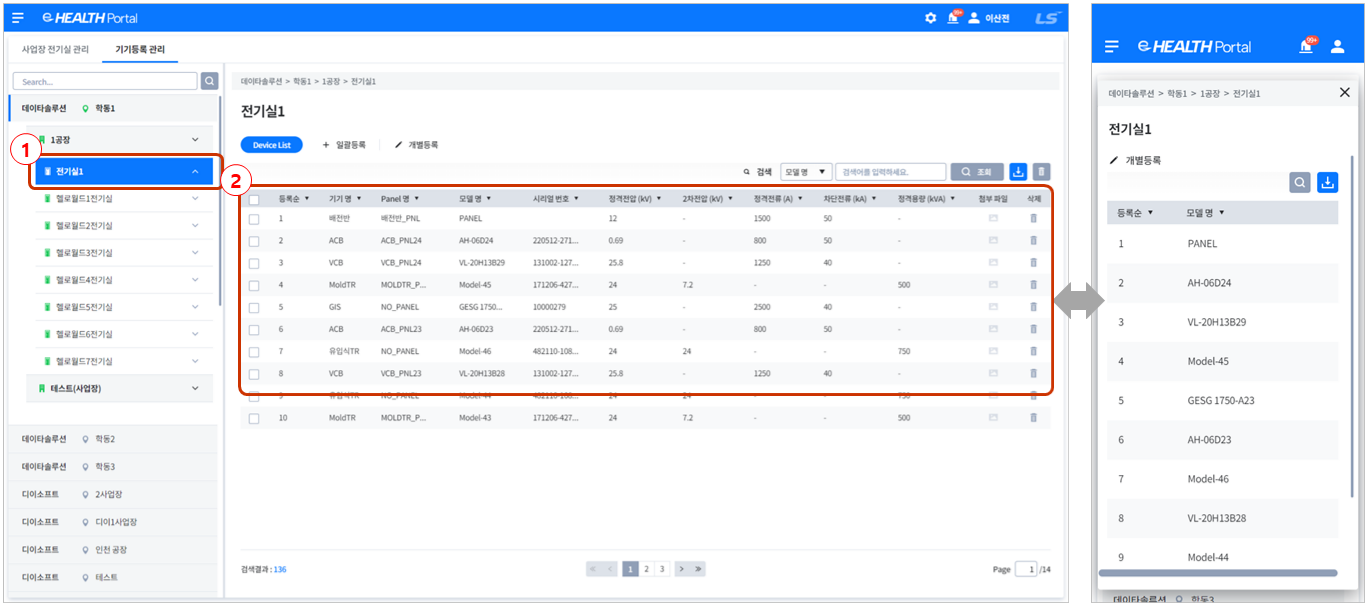 HEALTH Portal
99+
이산전
LS
사업장 전기실 관리
기기등록 관리
Search...
데이타솔루션 학동1
1공장
1
전기실1
헬로월드1전기실
헬로월드2전기실
헬로월드3전기실
헬로월드4전기실
헬로월드5전기실
헬로월드6전기실
헬로월드7전기실
테스트(사업장)
데이타솔루션 학동2
데이타솔루션 학동3
디이소프트 2사업장
디이소프트 디이1사업장
디이소프트 인천 공장
디이소프트 테스트
데이타솔루션 > 학동1 > 1공장 > 전기실1
전기실1
Device List + 일괄등록 개별등록
검색 모델 명 ▼ 검색어를 입력하세요. 조회
2
등록순 ▼ 기기 명 ▼ Panel 명 ▼ 모델 명 ▼ 시리얼 번호 ▼ 정격전압 (kV) ▼ 2차전압 (kV) ▼ 정격전류 (A) ▼ 차단전류 (kA) ▼ 정격용량 (kVA) ▼ 첨부 파일 삭제
1 배전반 배전반_PNL PANEL 12 - 1500 50 -
2 ACB ACB_PNL24 AH-06D24 220512-271... 0.69 - 800 50 -
3 VCB VCB_PNL24 VL-20H13B29 131002-127... 25.8 - 1250 40 -
4 MoldTR MOLDTR_P... Model-45 171206-427... 24 7.2 - - 500
5 GIS NO_PANEL GESG 1750... 10000279 25 - 2500 40 -
6 ACB ACB_PNL23 AH-06D23 220512-271... 0.69 - 800 50 -
7 유입식TR NO_PANEL Model-46 482110-108... 24 24 - - 750
8 VCB VCB_PNL23 VL-20H13B28 131002-127... 25.8 - 1250 40 -
9 유입식TR NO_PANEL Model-44 482110-108... 24 24 - - 750
10 MoldTR MOLDTR_P... Model-43 171206-427... 24 7.2 - - 500
검색결과 : 136
« < 1 2 3 > »
Page 1 /14
HEALTH Portal
99+
데이타솔루션 > 학동1 > 1공장 > 전기실1
전기실1
개별등록
등록순 ▼ 모델 명 ▼
1 PANEL
2 AH-06D24
3 VL-20H13B29
4 Model-45
5 GESG 1750-A23
6 AH-06D23
7 Model-46
8 VL-20H13B28
9 Model-44
데이타솔루션 학동3